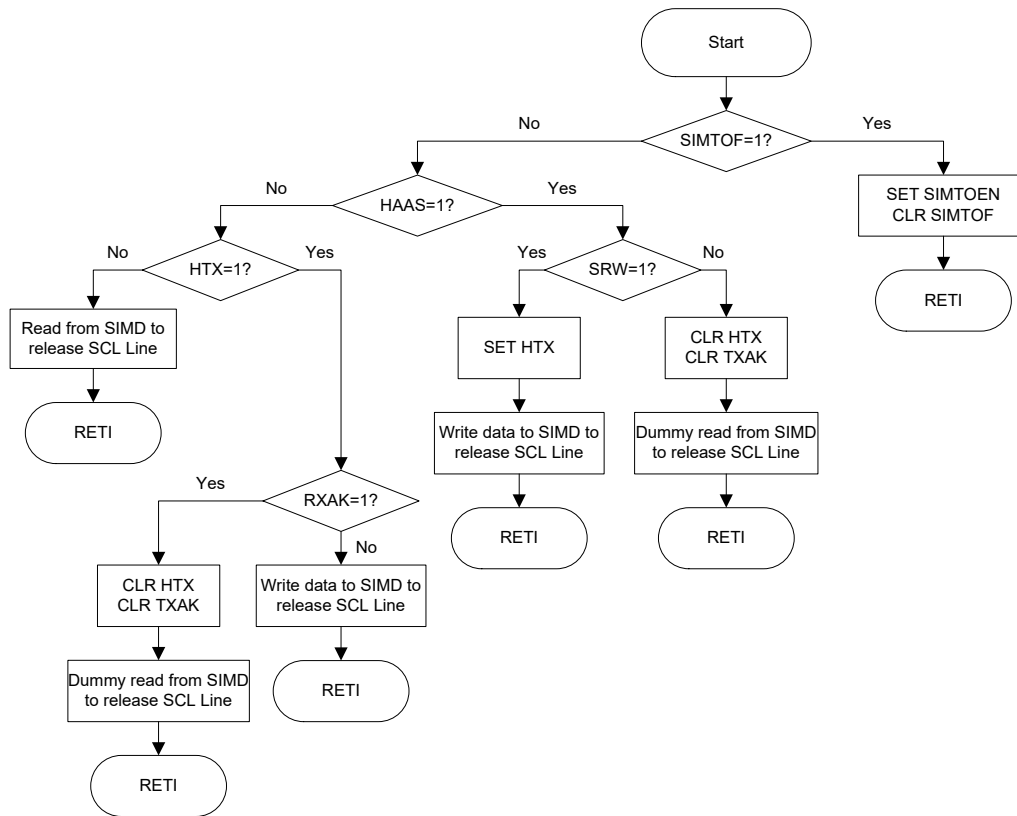 Start
No
SIMTOF=1?
Yes
No
HAAS=1?
Yes
SET SIMTOEN
CLR SIMTOF
No
HTX=1?
Yes
Yes
SRW=1?
No
RETI
Read from SIMD to
release SCL Line
SET HTX
CLR HTX
CLR TXAK
RETI
Write data to SIMD to
release SCL Line
Dummy read from SIMD
to release SCL Line
Yes
RXAK=1?
No
RETI
RETI
CLR HTX
CLR TXAK
Write data to SIMD to
release SCL Line
Dummy read from SIMD
to release SCL Line
RETI
RETI